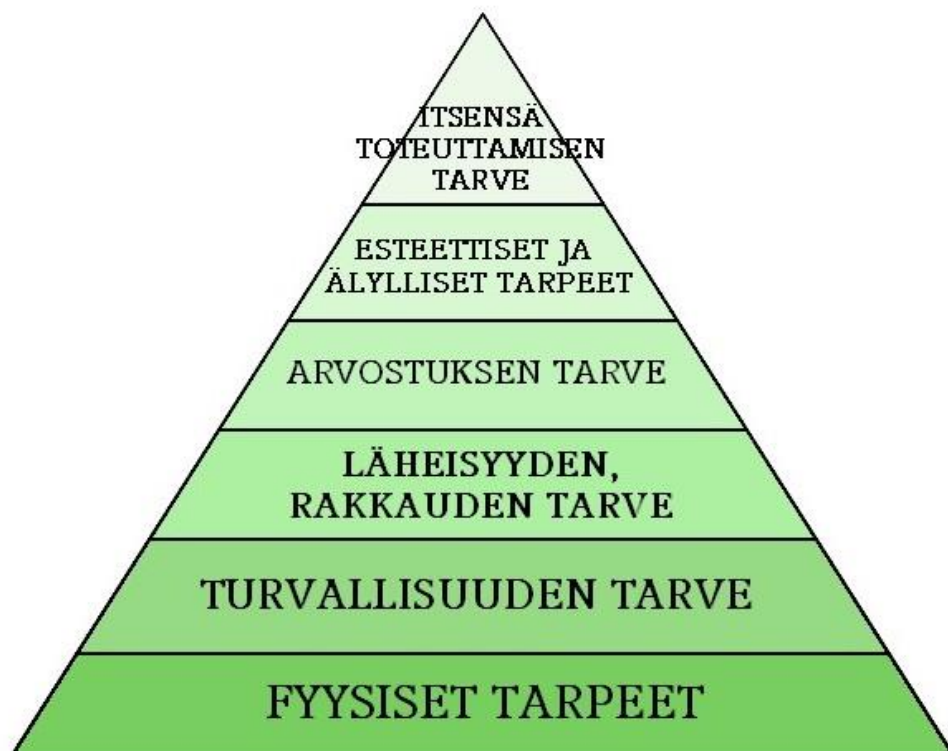 ITSENSÄ
TOTEUTTAMISEN
TARVE
ESTEETTISET JA
ÄLYLLISET TARPEET
ARVOSTUKSEN TARVE
LÄHEISYYDEN,
RAKKAUDEN TARVE
TURVALLISUUDEN TARVE
FYYSISET TARPEET